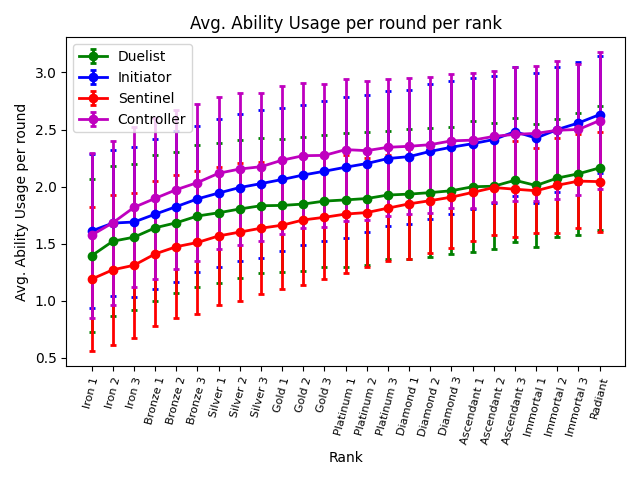 Avg. Ability Usage per round per rank
Duelist
Initiator
Sentinel
Controller
Avg. Ability Usage per round
3.0
2.5
2.0
1.5
1.0
0.5
Iron 1
Iron 2
Iron 3
Bronze 1
Bronze 2
Bronze 3
Silver 1
Silver 2
Silver 3
Gold 1
Gold 2
Gold 3
Platinum 1
Platinum 2
Platinum 3
Diamond 1
Diamond 2
Diamond 3
Ascendant 1
Ascendant 2
Ascendant 3
Immortal 1
Immortal 2
Immortal 3
Radiant
Rank